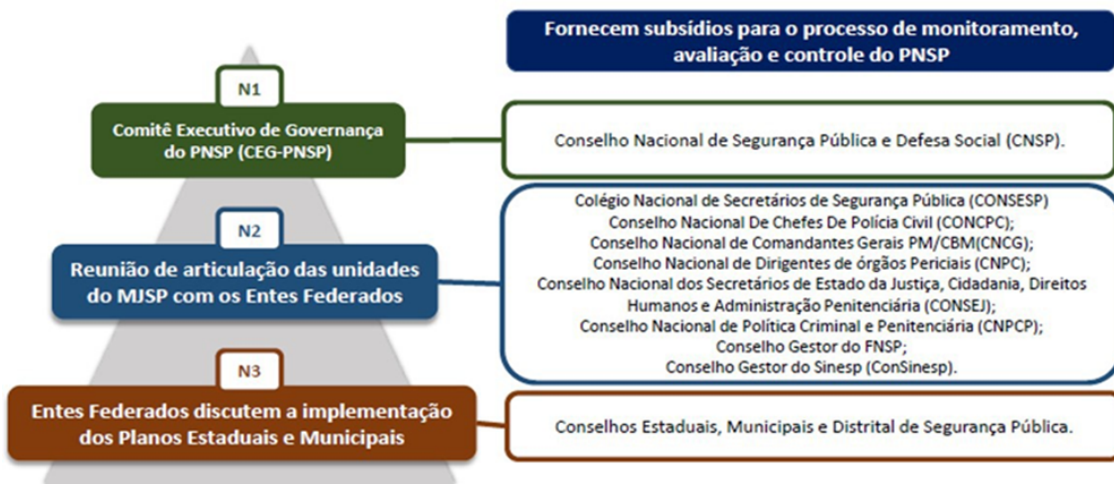 Fornecem subsídios para o processo de monitoramento,
avaliação e controle do PNSP
N1
Comitê Executivo de Governança
do PNSP (CEG-PNSP)
Conselho Nacional de Segurança Pública e Defesa Social (CNSP).
N2
Reunião de articulação das unidades
do MJSP com os Entes Federados
Colégio Nacional de Secretários de Segurança Pública (CONSESP)
Conselho Nacional De Chefes De Polícia Civil (CONCPC);
Conselho Nacional de Comandantes Gerais PM/CBM(CNCG);
Conselho Nacional de Dirigentes de órgãos Periciais (CNPC);
Conselho Nacional dos Secretários de Estado da Justiça, Cidadania, Direitos
Humanos e Administração Penitenciária (CONSEJ);
Conselho Nacional de Política Criminal e Penitenciária (CNPCP);
Conselho Gestor do FNSP;
Conselho Gestor do Sinesp (ConSinesp).
N3
Entes Federados discutem a implementação
dos Planos Estaduais e Municipais
Conselhos Estaduais, Municipais e Distrital de Segurança Pública.